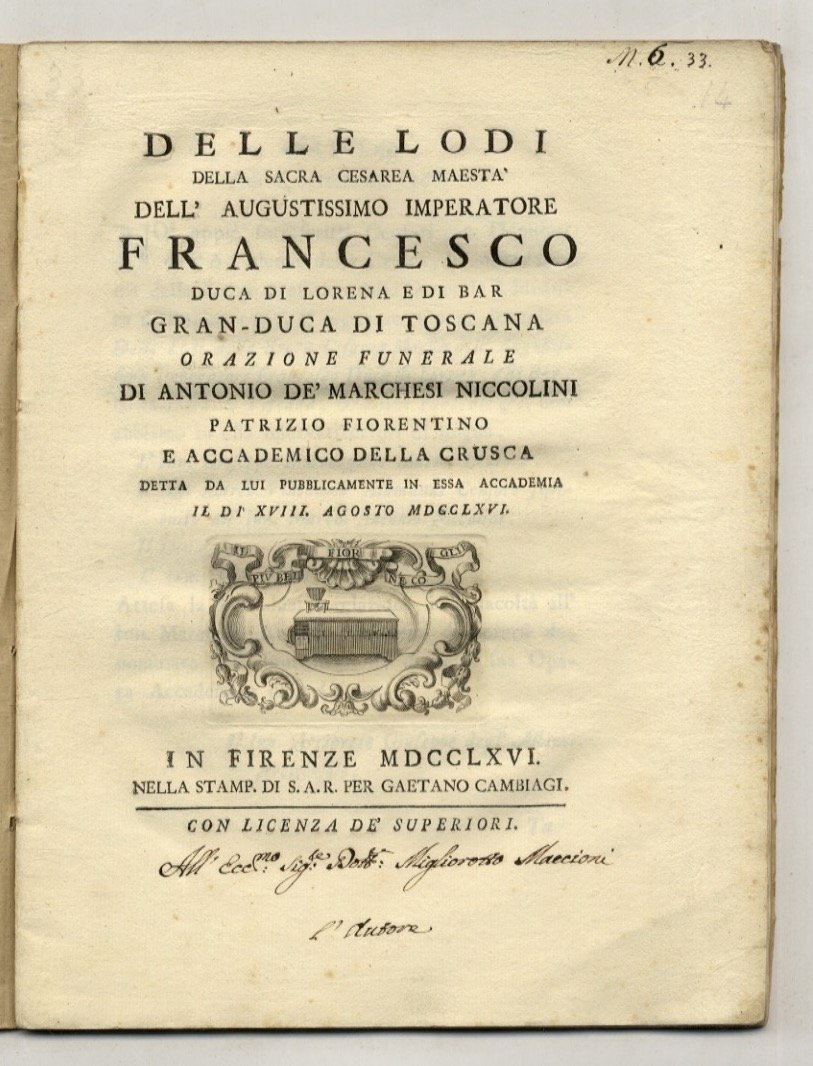 M. 6. 33.
14
DELLE LODI
DELLA SACRA CESAREA MAESTA'
DELL' AUGUSTISSIMO IMPERATORE
FRANCESCO
DUCA DI LORENA E DI BAR
GRAN-DUCA DI TOSCANA
ORAZIONE FUNERALE
DI ANTONIO DE' MARCHESI NICCOLINI
PATRIZIO FIORENTINO
E ACCADEMICO DELLA CRUSCA
DETTA DA LUI PUBBLICAMENTE IN ESSA ACCADEMIA
IL DI' XVIII. AGOSTO MDCCLXVI.
IL PIU' BEL FIOR NE COGLIE
IN FIRENZE MDCCLXVI.
NELLA STAMP. DI S. A. R. PER GAETANO CAMBIAGI.
CON LICENZA DE' SUPERIORI.
All' Ecc.mo Sig.re Dott.r Migliorotto Maccioni
L' Autore